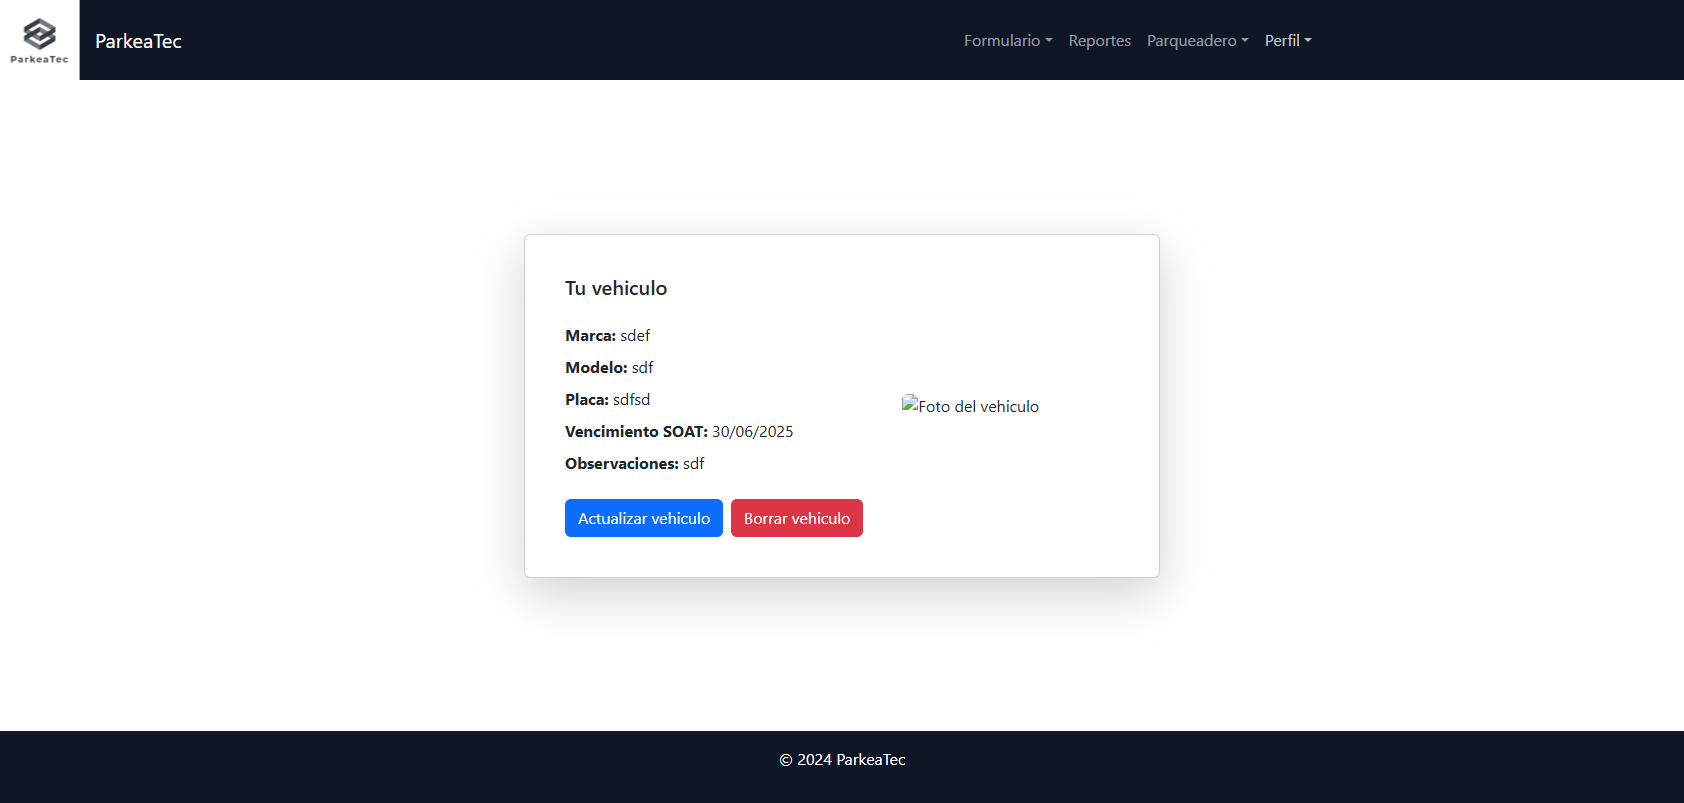 ParkeaTec
ParkeaTec
Formulario
Reportes
Parqueadero
Perfil
Tu vehiculo
Marca: sdef
Modelo: sdf
Placa: sdfsd
Vencimiento SOAT: 30/06/2025
Observaciones: sdf
Foto del vehiculo
Actualizar vehiculo
Borrar vehiculo
© 2024 ParkeaTec